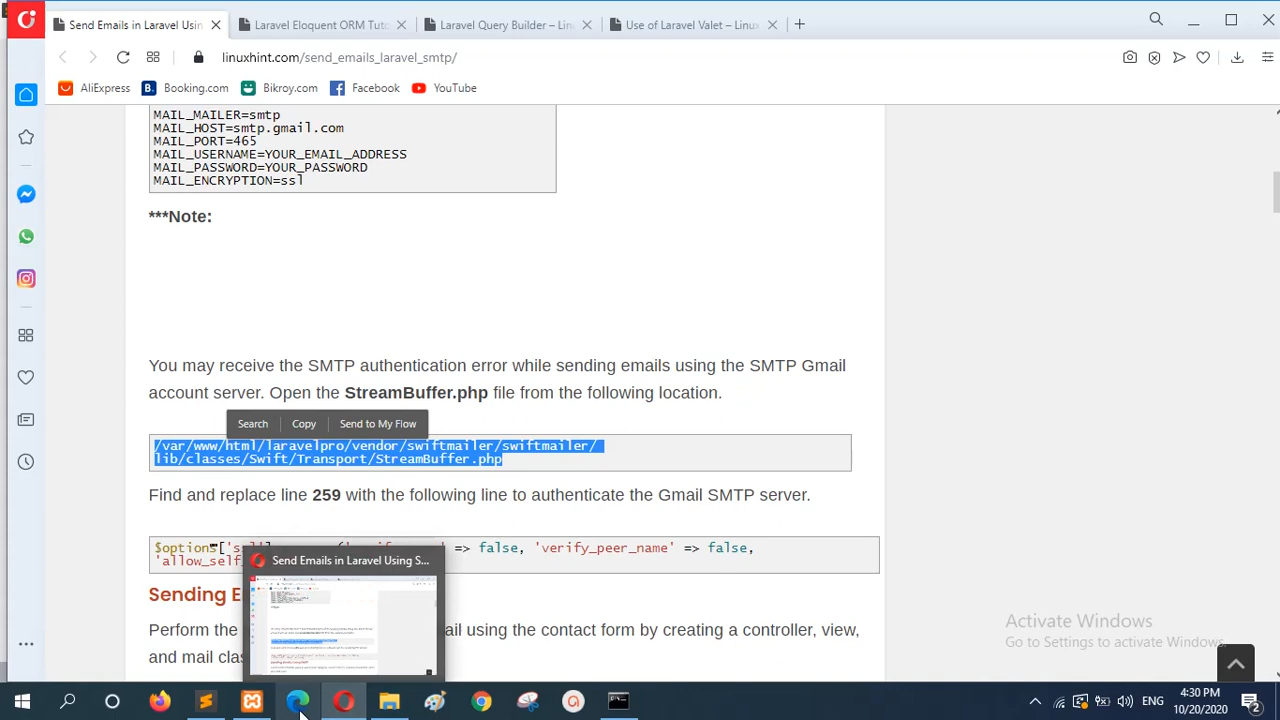 Send Emails in Laravel Usin
Laravel Eloquent ORM Tuto
Laravel Query Builder – Lin
Use of Laravel Valet – Linux
linuxhint.com/send_emails_laravel_smtp/
AliExpress
Booking.com
Bikroy.com
Facebook
YouTube
MAIL_MAILER=smtp
MAIL_HOST=smtp.gmail.com
MAIL_PORT=465
MAIL_USERNAME=YOUR_EMAIL_ADDRESS
MAIL_PASSWORD=YOUR_PASSWORD
MAIL_ENCRYPTION=ssl
***Note:
You may receive the SMTP authentication error while sending emails using the SMTP Gmail
account server. Open the StreamBuffer.php file from the following location.
Search Copy Send to My Flow
/var/www/html/laravelpro/vendor/swiftmailer/swiftmailer/
lib/classes/Swift/Transport/StreamBuffer.php
Find and replace line 259 with the following line to authenticate the Gmail SMTP server.
$options[ => false, 'verify_peer_name' => false,
'allow_self_
Send Emails in Laravel Using S...
Sending E
Perform the ail using the contact form by creating a controller, view,
and mail clas
Activate Windows
Go to Settings to activate Windows.
ENG
4:30 PM
10/20/2020
2